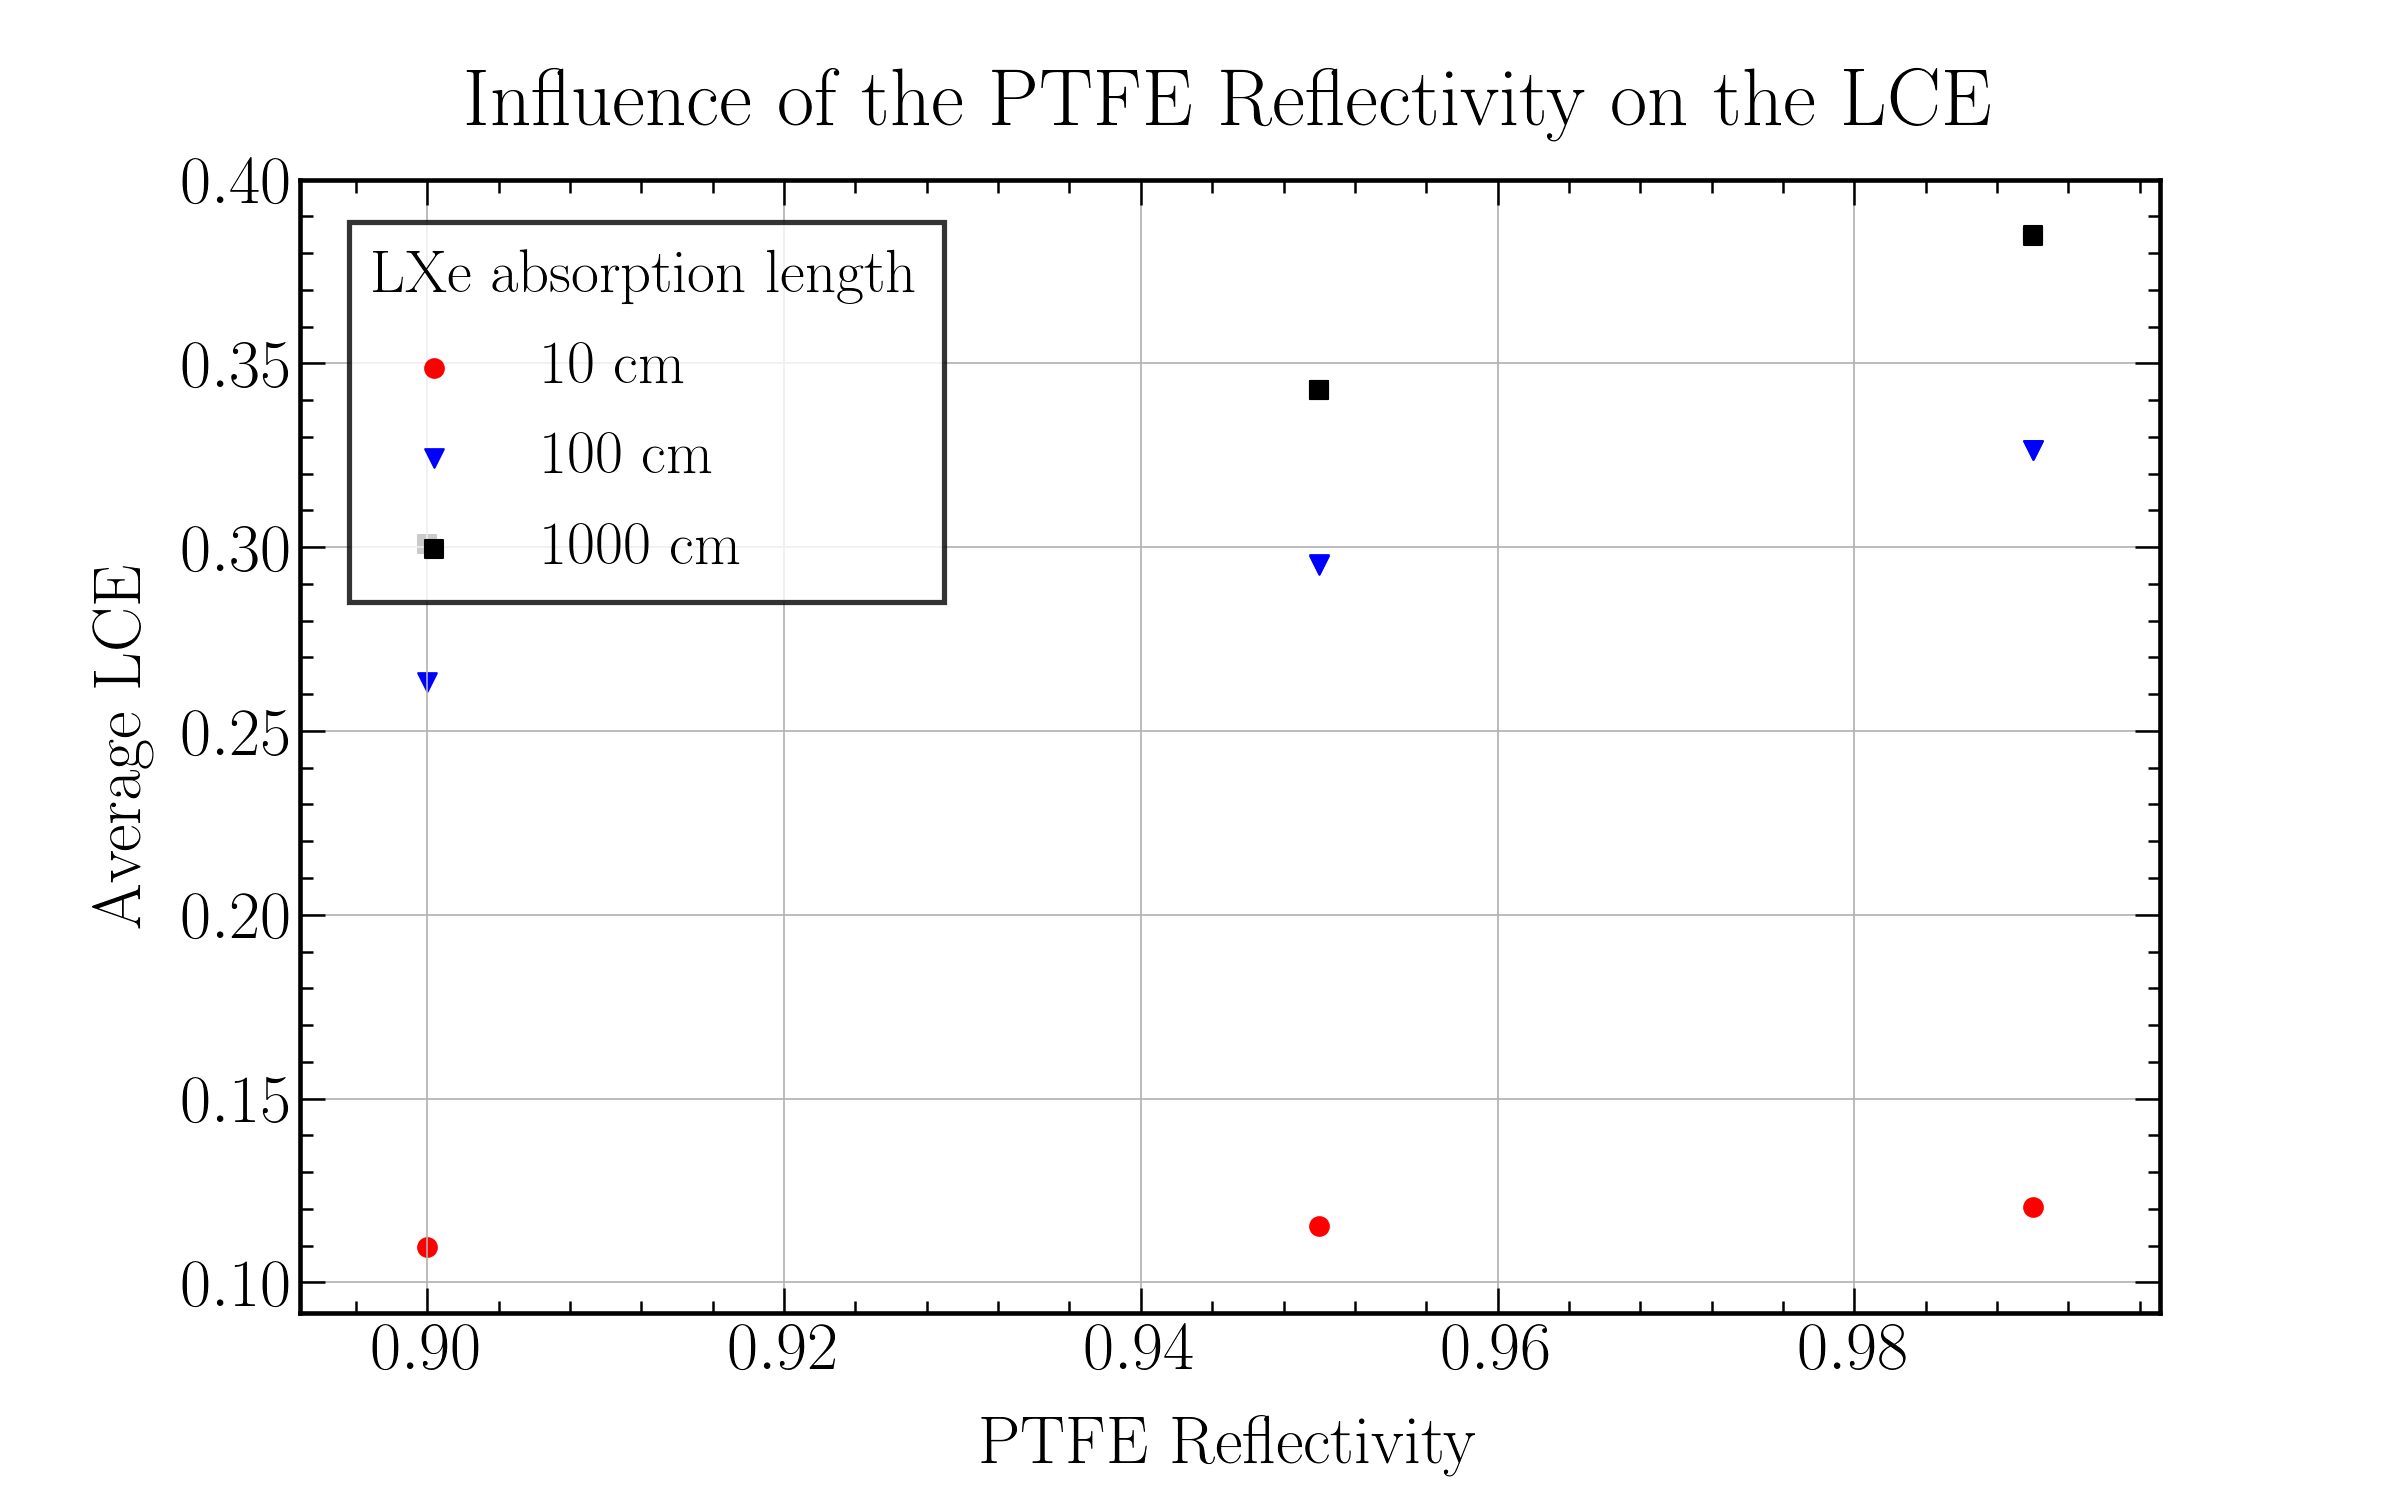 Influence of the PTFE Reflectivity on the LCE
0.40
0.35
0.30
0.25
0.20
0.15
0.10
Average LCE
LXe absorption length
10 cm
100 cm
1000 cm
0.90 0.92 0.94 0.96 0.98
PTFE Reflectivity